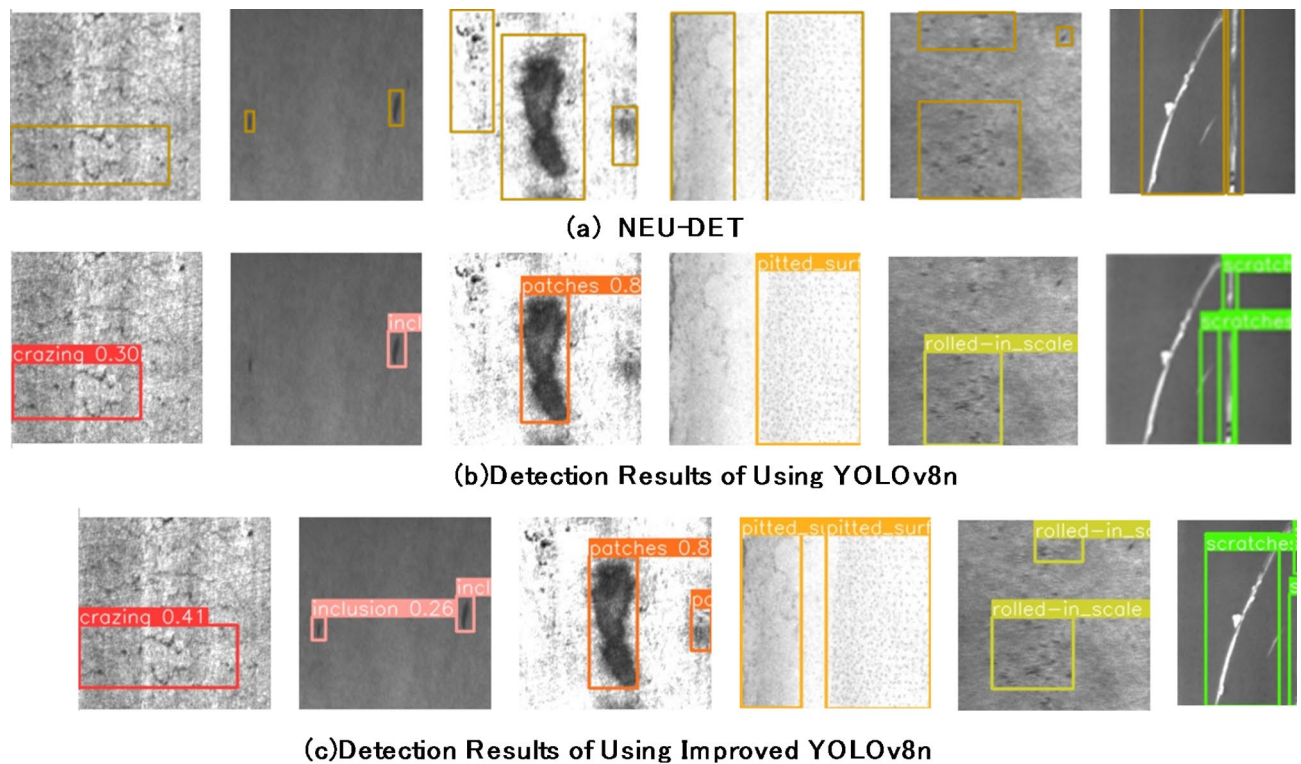 (a) NEU-DET
pitted_surf
patches 0.8
scratch
incl
scratches
rolled-in_scale
crazing 0.30
(b)Detection Results of Using YOLOv8n
pitted_su pitted_surf
rolled-in_sc
patches 0.8
scratches
incl
inclusion 0.26
crazing 0.41
rolled-in_scale
(c)Detection Results of Using Improved YOLOv8n